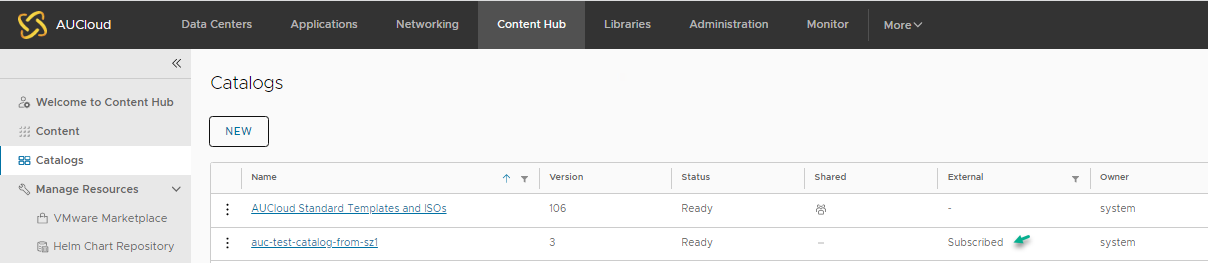 AUCloud Data Centers Applications Networking Content Hub Libraries Administration Monitor More
Welcome to Content Hub
Content
Catalogs
Manage Resources
VMware Marketplace
Helm Chart Repository
Catalogs
NEW
Name Version Status Shared External Owner
AUCloud Standard Templates and ISOs 106 Ready - system
auc-test-catalog-from-sz1 3 Ready – Subscribed system